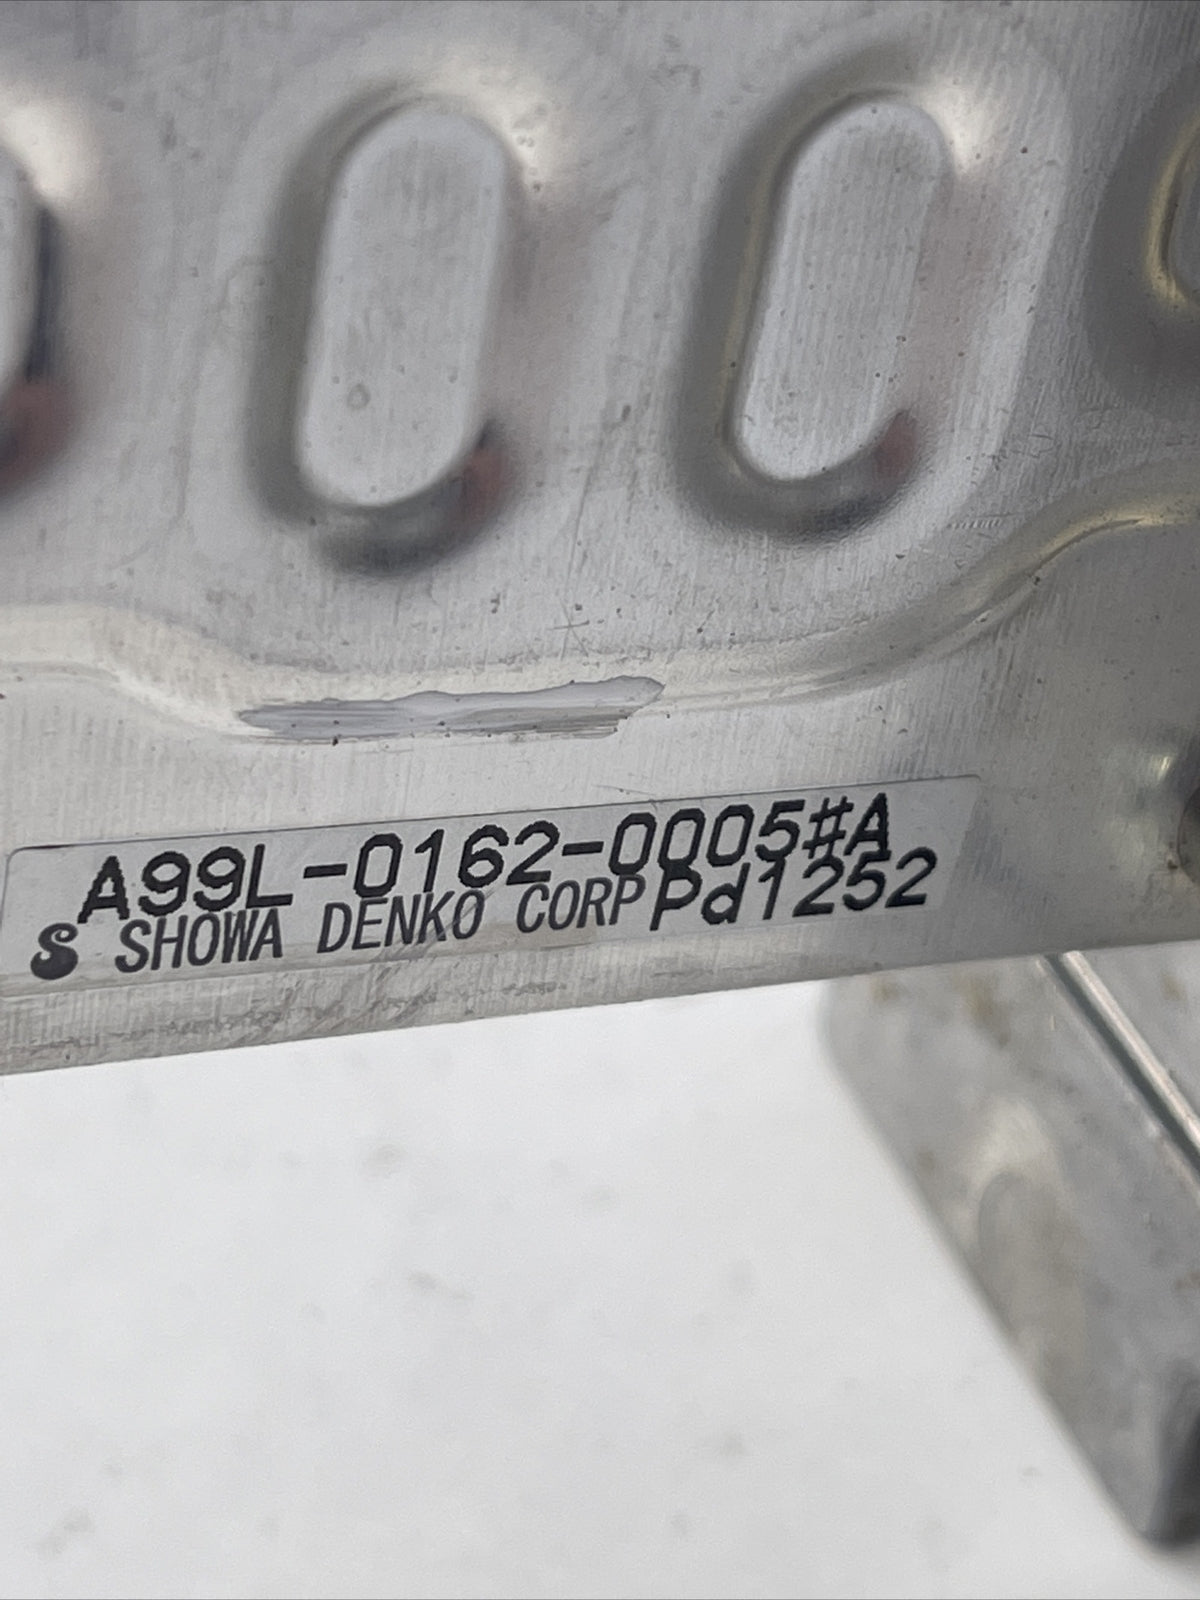 A99L-0162-0005#A
S SHOWA DENKO CORP Pd1252